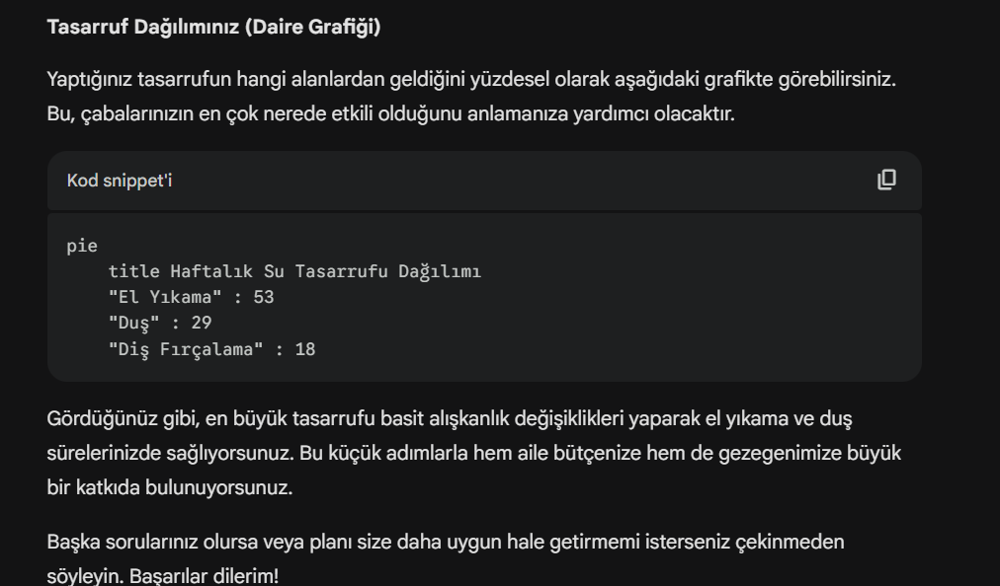 Tasarruf Dağılımınız (Daire Grafiği)
Yaptığınız tasarrufun hangi alanlardan geldiğini yüzdesel olarak aşağıdaki grafikte görebilirsiniz.
Bu, çabalarınızın en çok nerede etkili olduğunu anlamanıza yardımcı olacaktır.
Kod snippet'i
pie
    title Haftalık Su Tasarrufu Dağılımı
    "El Yıkama" : 53
    "Duş" : 29
    "Diş Fırçalama" : 18
Gördüğünüz gibi, en büyük tasarrufu basit alışkanlık değişiklikleri yaparak el yıkama ve duş
sürelerinizde sağlıyorsunuz. Bu küçük adımlarla hem aile bütçenize hem de gezegenimize büyük
bir katkıda bulunuyorsunuz.
Başka sorularınız olursa veya planı size daha uygun hale getirmemi isterseniz çekinmeden
söyleyin. Başarılar dilerim!